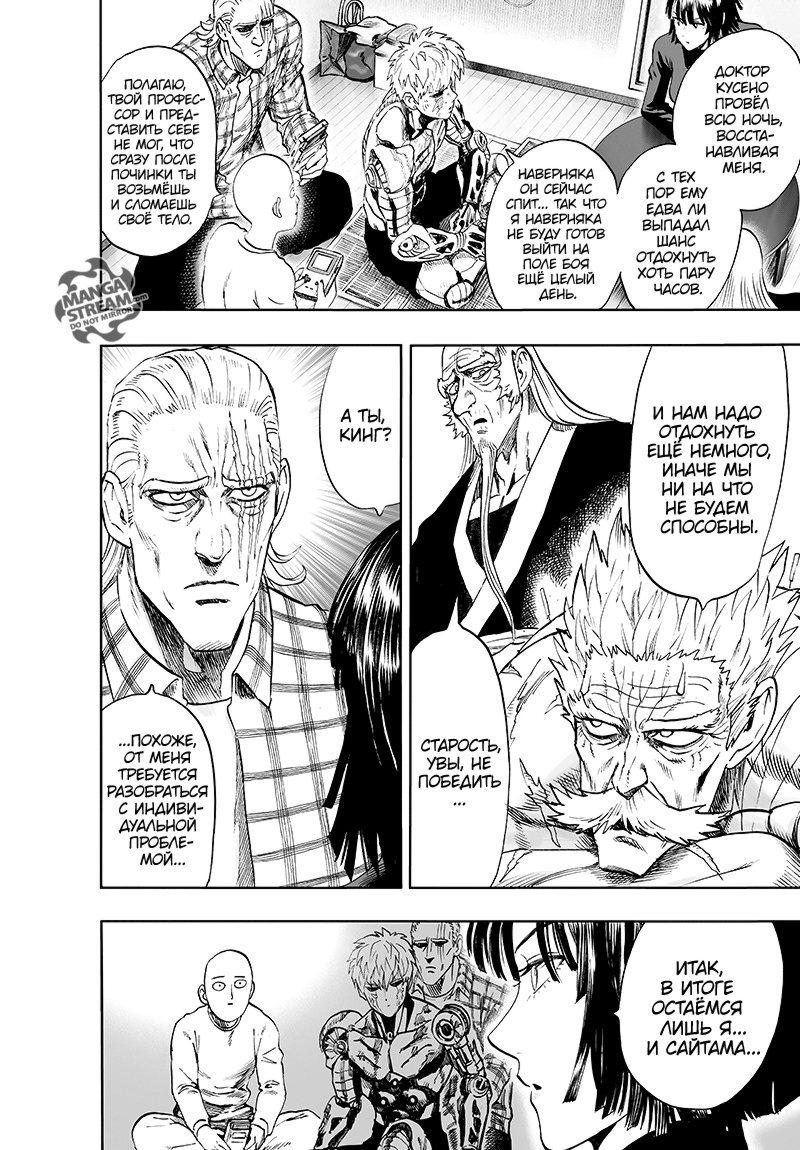 ДОКТОР
КУСЕНО
ПРОВЁЛ
ВСЮ НОЧЬ,
ВОССТА-
НАВЛИВАЯ
МЕНЯ.
С ТЕХ
ПОР ЕМУ
ЕДВА ЛИ
ВЫПАДАЛ
ШАНС
ОТДОХНУТЬ
ХОТЬ ПАРУ
ЧАСОВ.
НАВЕРНЯКА
ОН СЕЙЧАС
СПИТ... ТАК ЧТО
Я НАВЕРНЯКА
НЕ БУДУ ГОТОВ
ВЫЙТИ НА
ПОЛЕ БОЯ
ЕЩЁ ЦЕЛЫЙ
ДЕНЬ.
ПОЛАГАЮ,
ТВОЙ ПРОФЕС-
СОР И ПРЕД-
СТАВИТЬ СЕБЕ
НЕ МОГ, ЧТО
СРАЗУ ПОСЛЕ
ПОЧИНКИ ТЫ
ВОЗЬМЁШЬ
И СЛОМАЕШЬ
СВОЁ ТЕЛО.
MANGA
STREAM.com
DO NOT MIRROR
И НАМ НАДО
ОТДОХНУТЬ
ЕЩЁ НЕМНОГО,
ИНАЧЕ МЫ
НИ НА ЧТО
НЕ БУДЕМ
СПОСОБНЫ.
СТАРОСТЬ,
УВЫ, НЕ
ПОБЕДИТЬ
...
А ТЫ,
КИНГ?
...ПОХОЖЕ,
ОТ МЕНЯ
ТРЕБУЕТСЯ
РАЗОБРАТЬСЯ
С ИНДИВИ-
ДУАЛЬНОЙ
ПРОБЛЕ-
МОЙ...
ИТАК,
В ИТОГЕ
ОСТАЁМСЯ
ЛИШЬ Я...
И САЙТАМА...